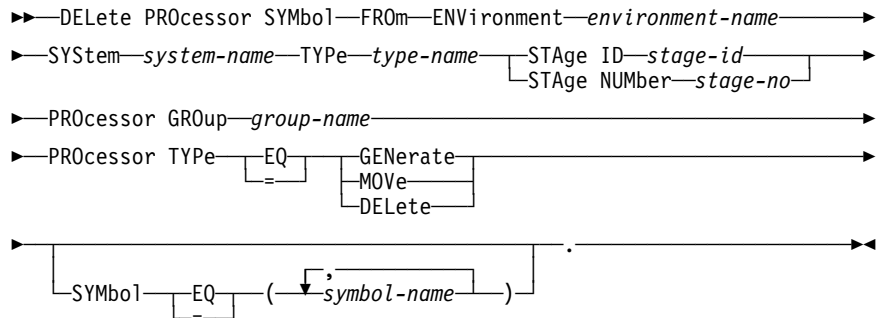 DELete PROcessor SYMbol FROm ENVironment environment-name
SYStem system-name TYPe type-name STAge ID stage-id
STAge NUMber stage-no
PROcessor GROup group-name
PROcessor TYPe EQ GENerate
= MOVe
DELete
.
,
SYMbol EQ ( symbol-name )
=